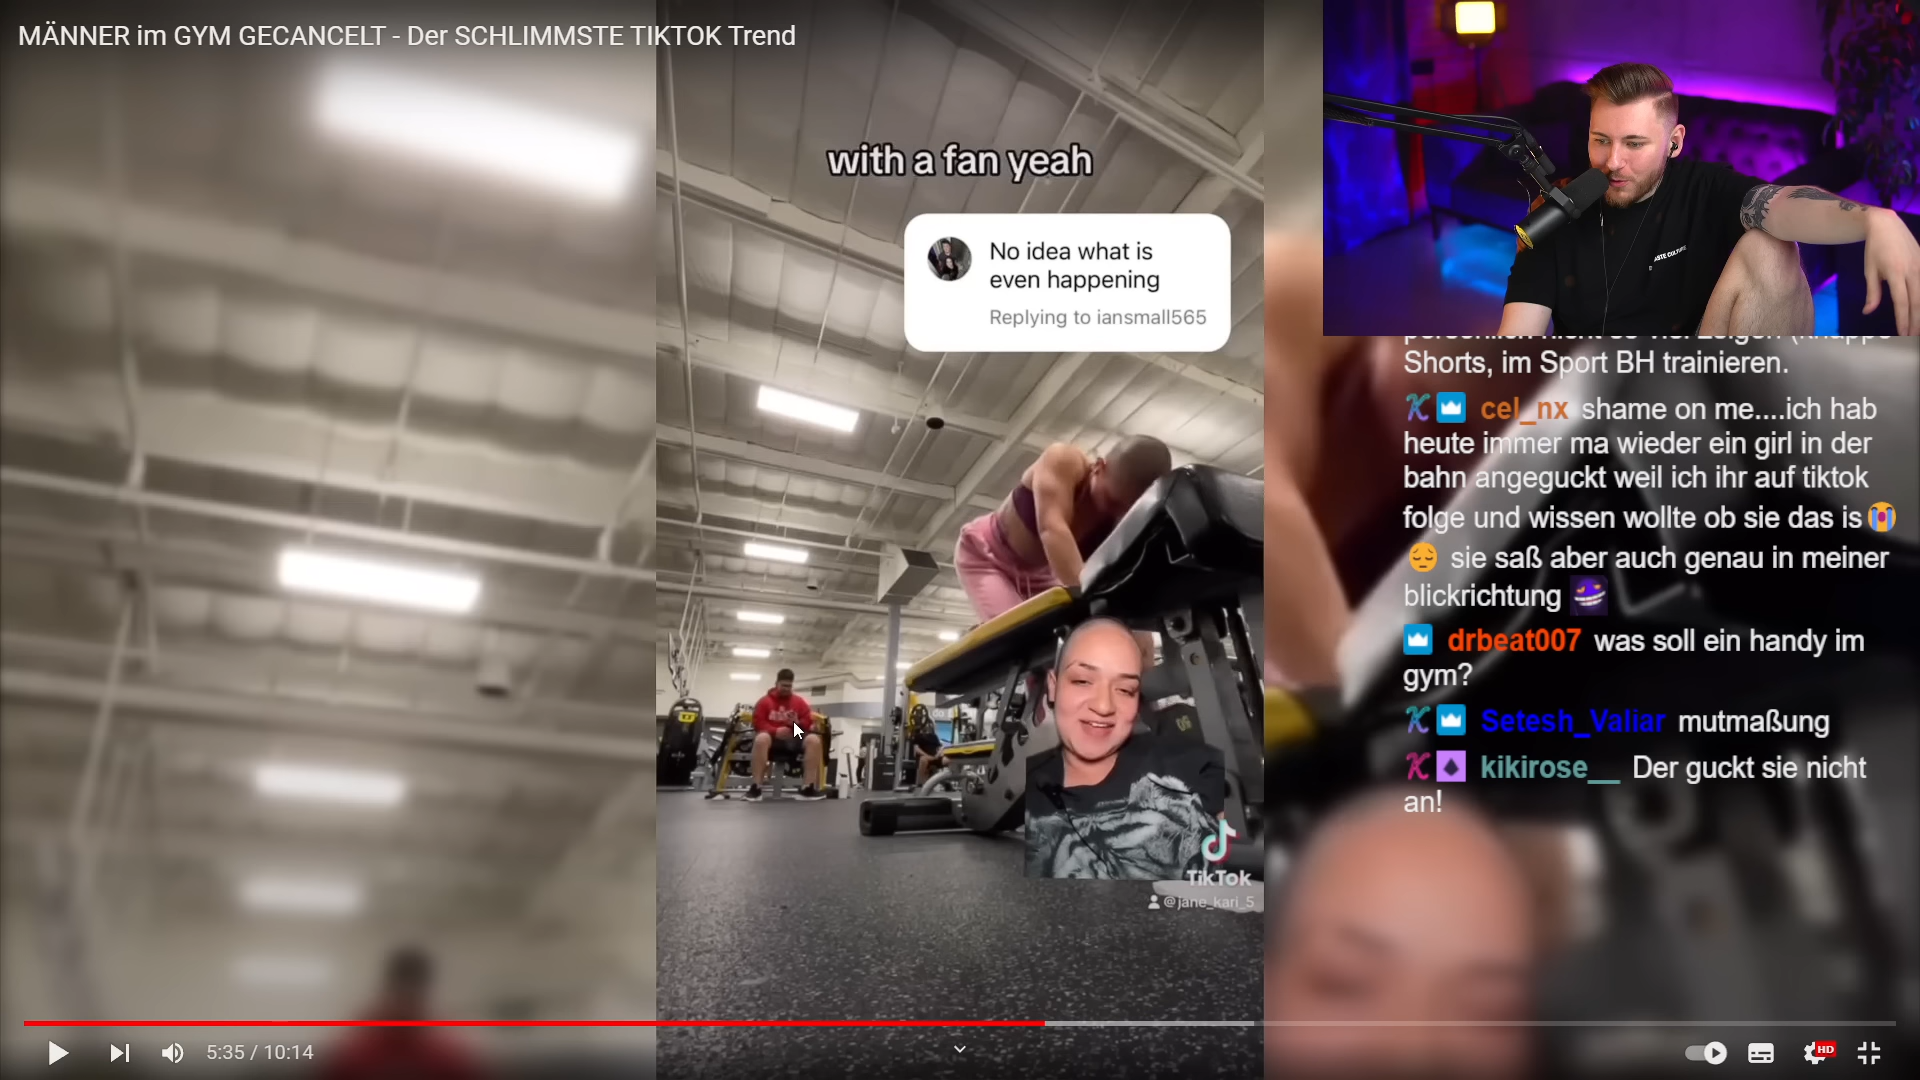 MÄNNER im GYM GECANCELT - Der SCHLIMMSTE TIKTOK Trend
with a fan yeah
No idea what is
even happening
Replying to iansmall565
TikTok
@jane_kari_5
Shorts, im Sport BH trainieren.
cel_nx shame on me....ich hab
heute immer ma wieder ein girl in der
bahn angeguckt weil ich ihr auf tiktok
folge und wissen wollte ob sie das is😭
😔 sie saß aber auch genau in meiner
blickrichtung
drbeat007 was soll ein handy im
gym?
Setesh_Valiar mutmaßung
kikirose__ Der guckt sie nicht
an!
5:35 / 10:14
HD